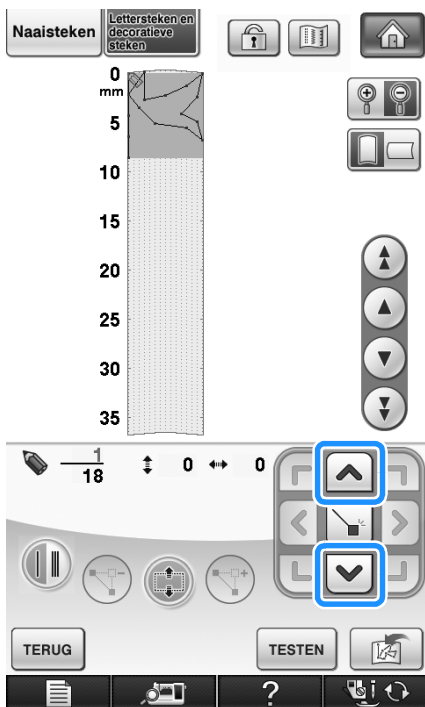 Naaisteken
Lettersteken en
decoratieve
steken
0
mm
5
10
15
20
25
30
35
1
18
0
0
TERUG
TESTEN
?